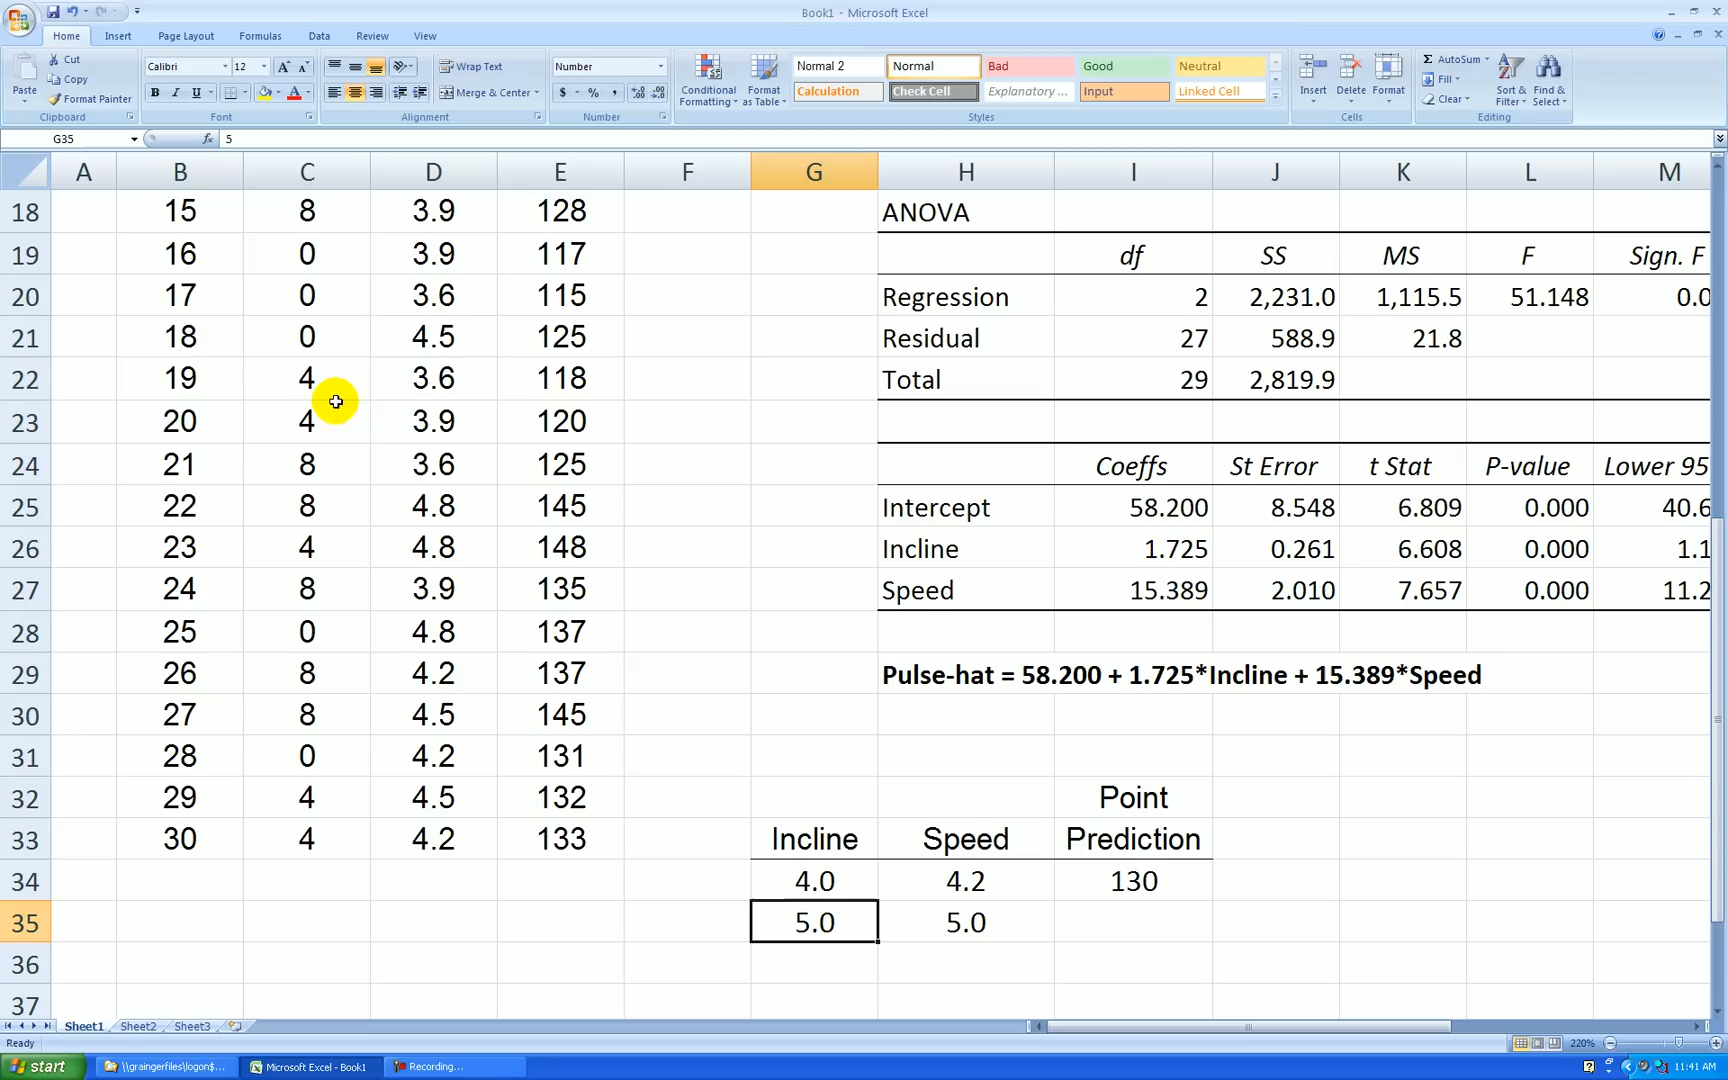 Book1 - Microsoft Excel
Home Insert Page Layout Formulas Data Review View
Cut
Copy
Format Painter
Paste
Clipboard
Calibri 12
B I U
Font
Wrap Text
Merge & Center
Alignment
Number
$ % ,
Number
Conditional Formatting
Format as Table
Normal 2 Normal Bad Good Neutral
Calculation Check Cell Explanatory ... Input Linked Cell
Styles
Insert Delete Format
Cells
Σ AutoSum
Fill
Clear
Sort & Filter
Find & Select
Editing
G35 fx 5
A B C D E F G H I J K L M
18 15 8 3.9 128 ANOVA
19 16 0 3.9 117 df SS MS F Sign. F
20 17 0 3.6 115 Regression 2 2,231.0 1,115.5 51.148 0.0
21 18 0 4.5 125 Residual 27 588.9 21.8
22 19 4 3.6 118 Total 29 2,819.9
23 20 4 3.9 120
24 21 8 3.6 125 Coeffs St Error t Stat P-value Lower 95
25 22 8 4.8 145 Intercept 58.200 8.548 6.809 0.000 40.6
26 23 4 4.8 148 Incline 1.725 0.261 6.608 0.000 1.1
27 24 8 3.9 135 Speed 15.389 2.010 7.657 0.000 11.2
28 25 0 4.8 137
29 26 8 4.2 137 Pulse-hat = 58.200 + 1.725*Incline + 15.389*Speed
30 27 8 4.5 145
31 28 0 4.2 131
32 29 4 4.5 132 Point
33 30 4 4.2 133 Incline Speed Prediction
34 4.0 4.2 130
35 5.0 5.0
36
37
Sheet1 Sheet2 Sheet3
Ready 220%
start \\graingerfiles\logon$... Microsoft Excel - Book1 Recording... 11:41 AM